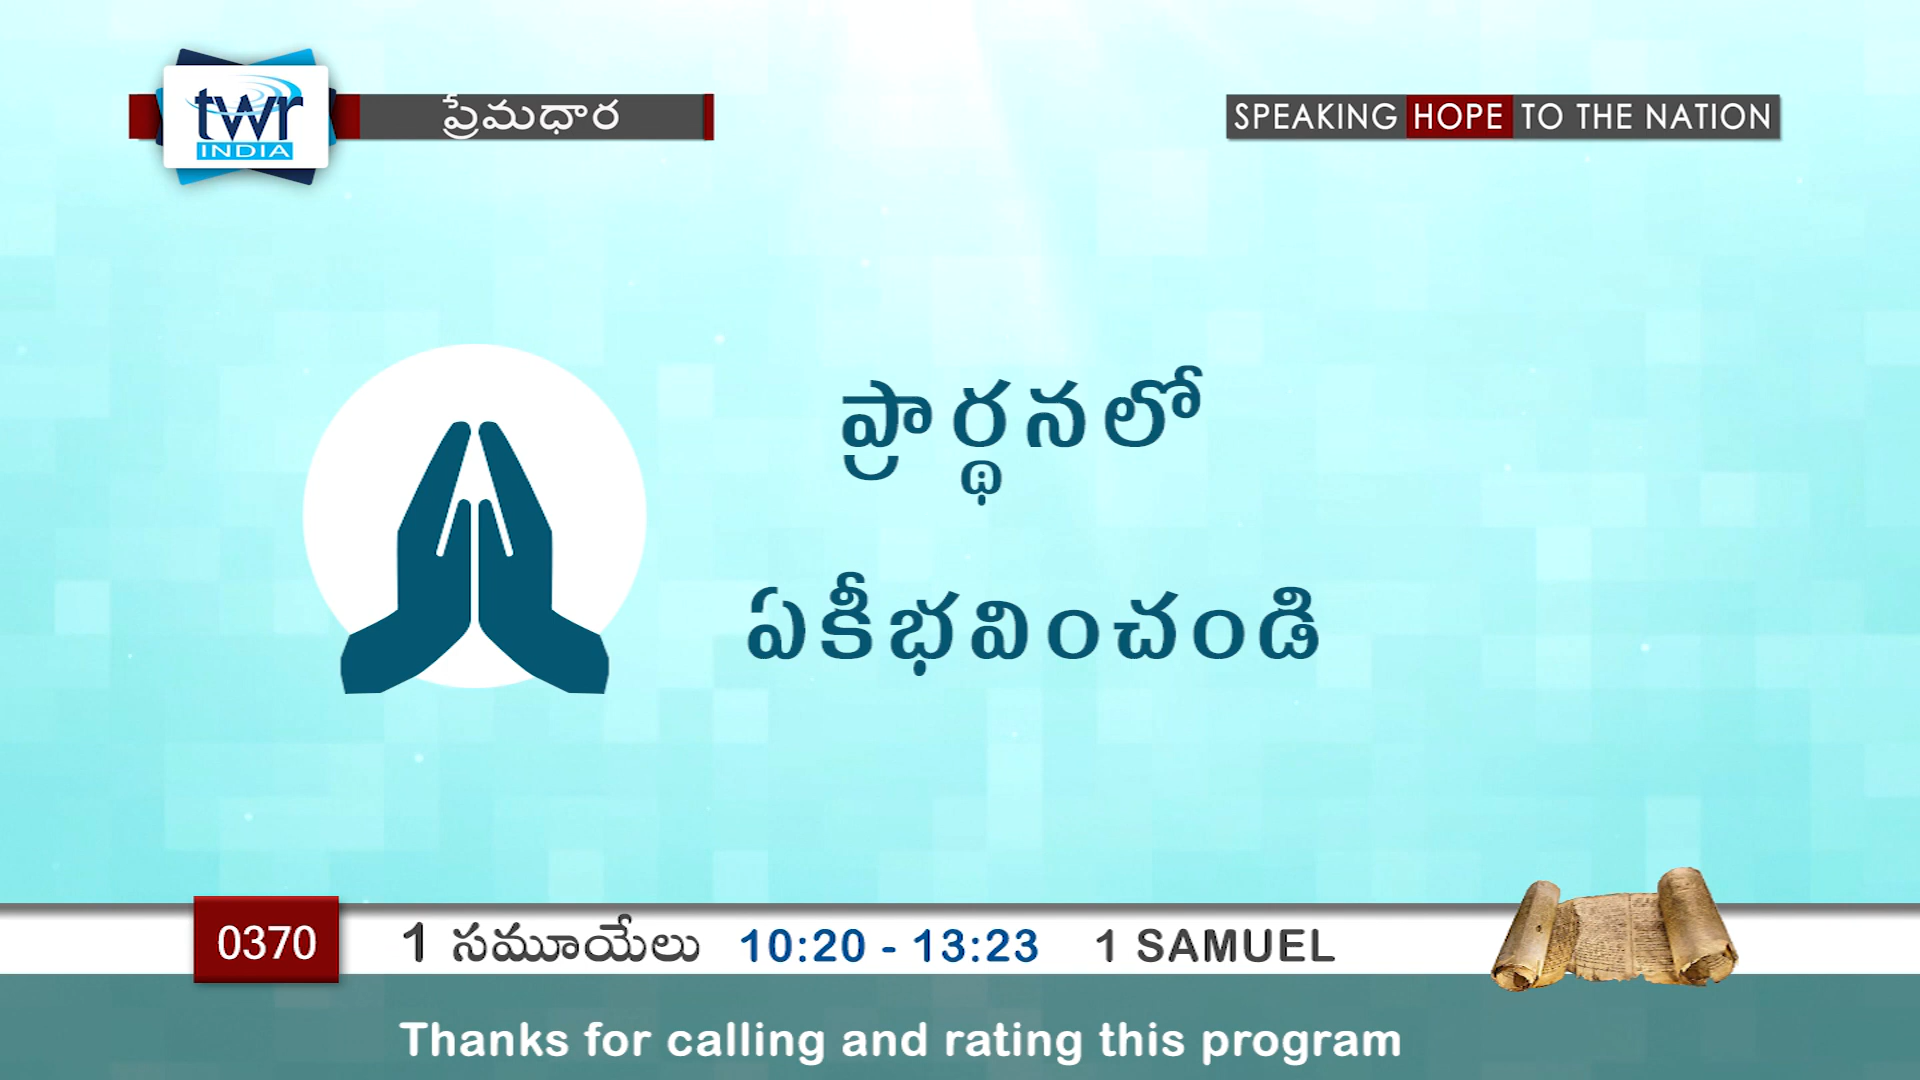 twr
INDIA
ప్రేమధార
SPEAKING HOPE TO THE NATION
ప్రార్థనలో
ఏకీభవించండి
0370
1 సమూయేలు 10:20 - 13:23 1 SAMUEL
Thanks for calling and rating this program